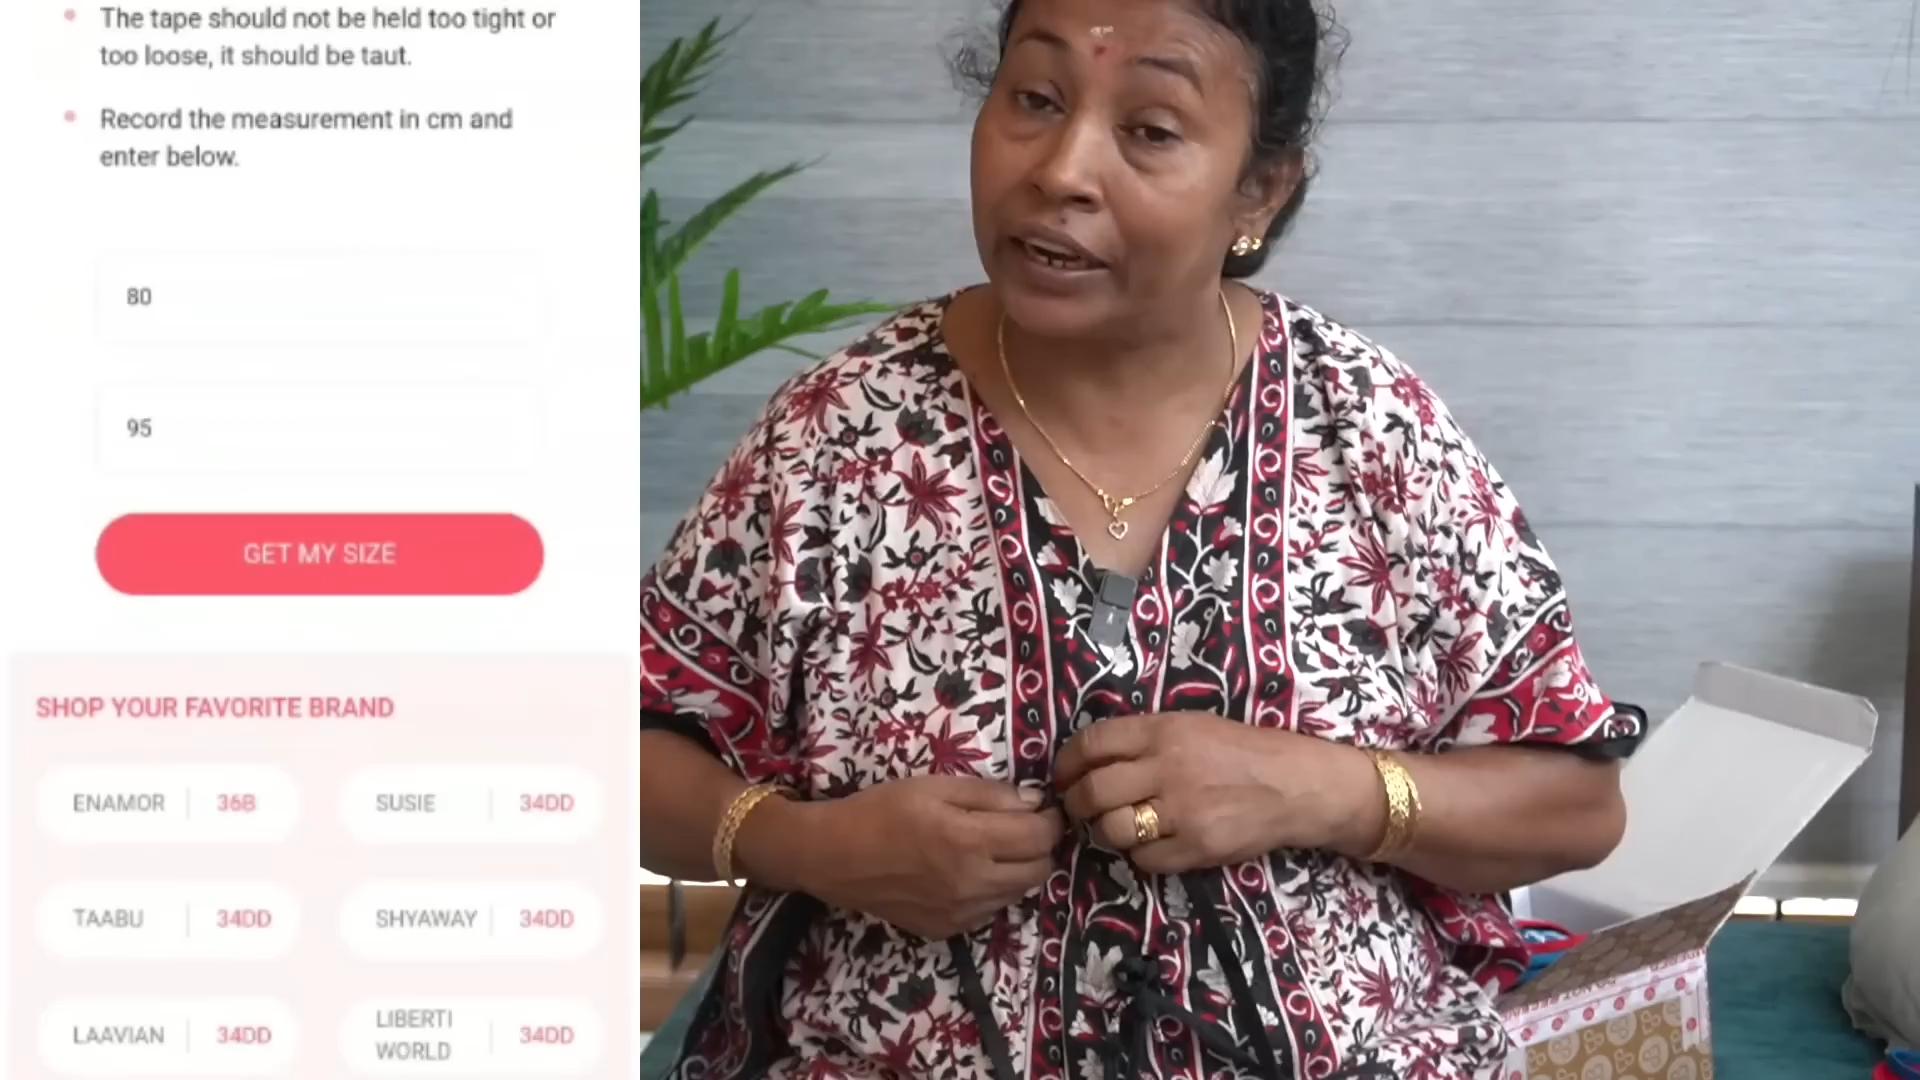 The tape should not be held too tight or
too loose, it should be taut.
Record the measurement in cm and
enter below.
80
95
GET MY SIZE
SHOP YOUR FAVORITE BRAND
ENAMOR 36B
SUSIE 34DD
TAABU 34DD
SHYAWAY 34DD
LAAVIAN 34DD
LIBERTI
WORLD 34DD